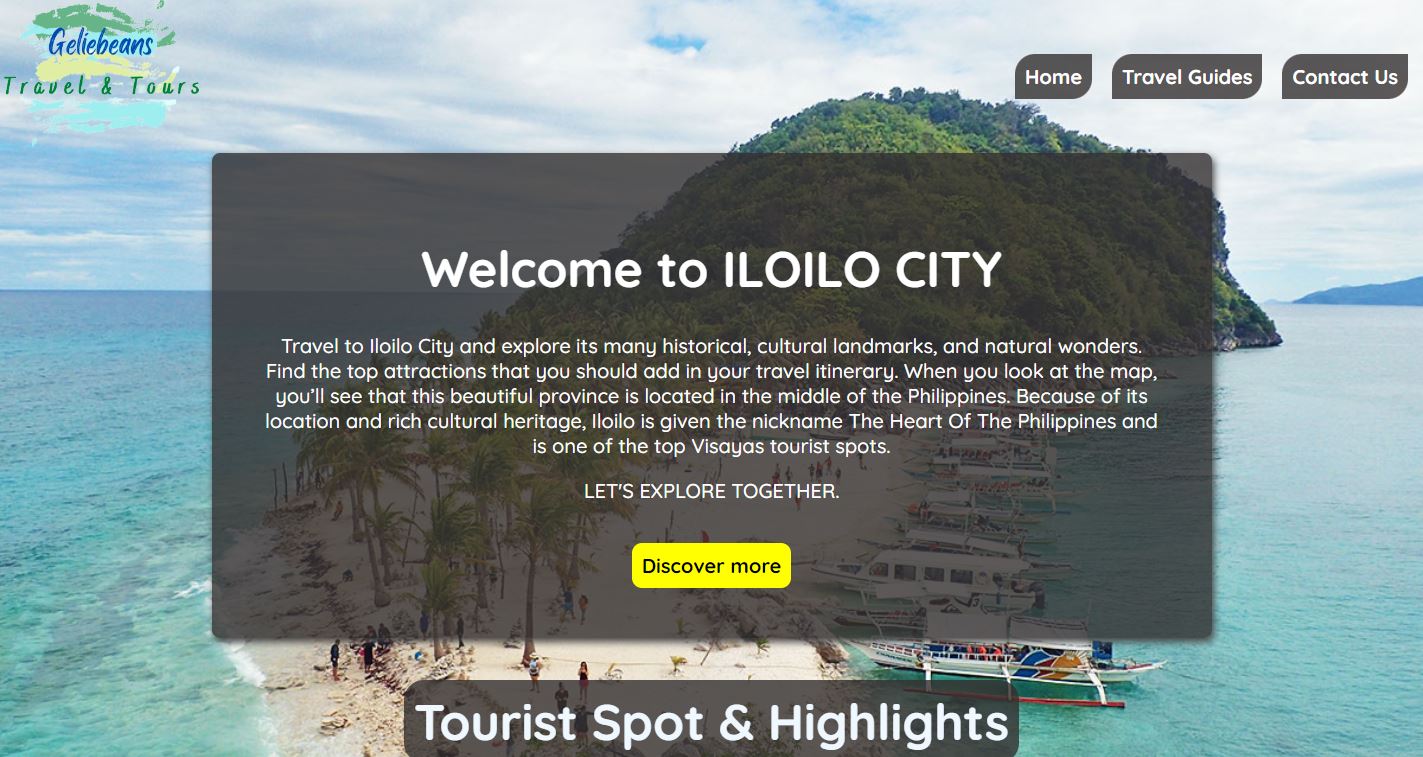 Geliebeans
Travel & Tours
Home
Travel Guides
Contact Us
Welcome to ILOILO CITY
Travel to Iloilo City and explore its many historical, cultural landmarks, and natural wonders.
Find the top attractions that you should add in your travel itinerary. When you look at the map,
you’ll see that this beautiful province is located in the middle of the Philippines. Because of its
location and rich cultural heritage, Iloilo is given the nickname The Heart Of The Philippines and
is one of the top Visayas tourist spots.
LET'S EXPLORE TOGETHER.
Discover more
Tourist Spot & Highlights